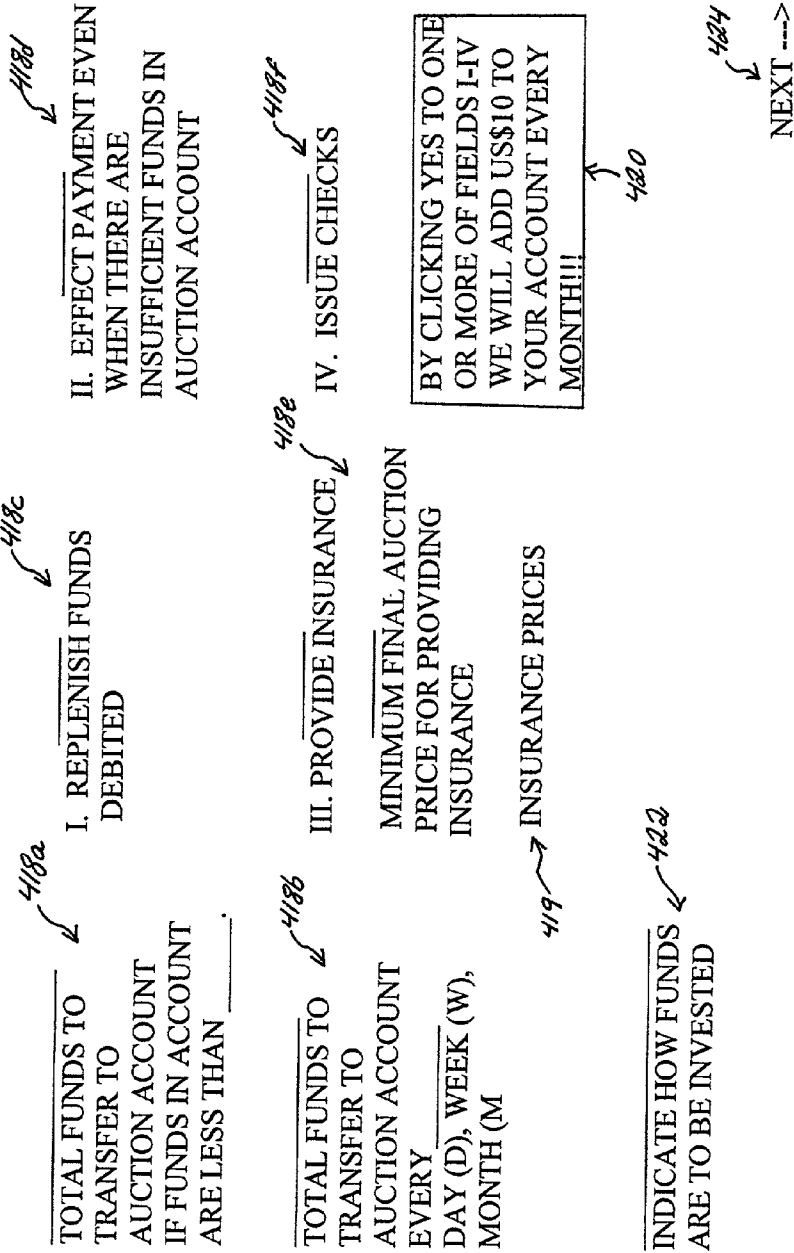 418a
TOTAL FUNDS TO
TRANSFER TO
AUCTION ACCOUNT
IF FUNDS IN ACCOUNT
ARE LESS THAN ____.
418c
I. REPLENISH FUNDS
DEBITED
418d
II. EFFECT PAYMENT EVEN
WHEN THERE ARE
INSUFFICIENT FUNDS IN
AUCTION ACCOUNT
418b
TOTAL FUNDS TO
TRANSFER TO
AUCTION ACCOUNT
EVERY ____
DAY (D), WEEK (W),
MONTH (M
418e
III. PROVIDE INSURANCE
MINIMUM FINAL AUCTION
PRICE FOR PROVIDING
INSURANCE
419
INSURANCE PRICES
418f
IV. ISSUE CHECKS
BY CLICKING YES TO ONE
OR MORE OF FIELDS I-IV
WE WILL ADD US$10 TO
YOUR ACCOUNT EVERY
MONTH!!!
420
INDICATE HOW FUNDS
ARE TO BE INVESTED
422
424
NEXT --->